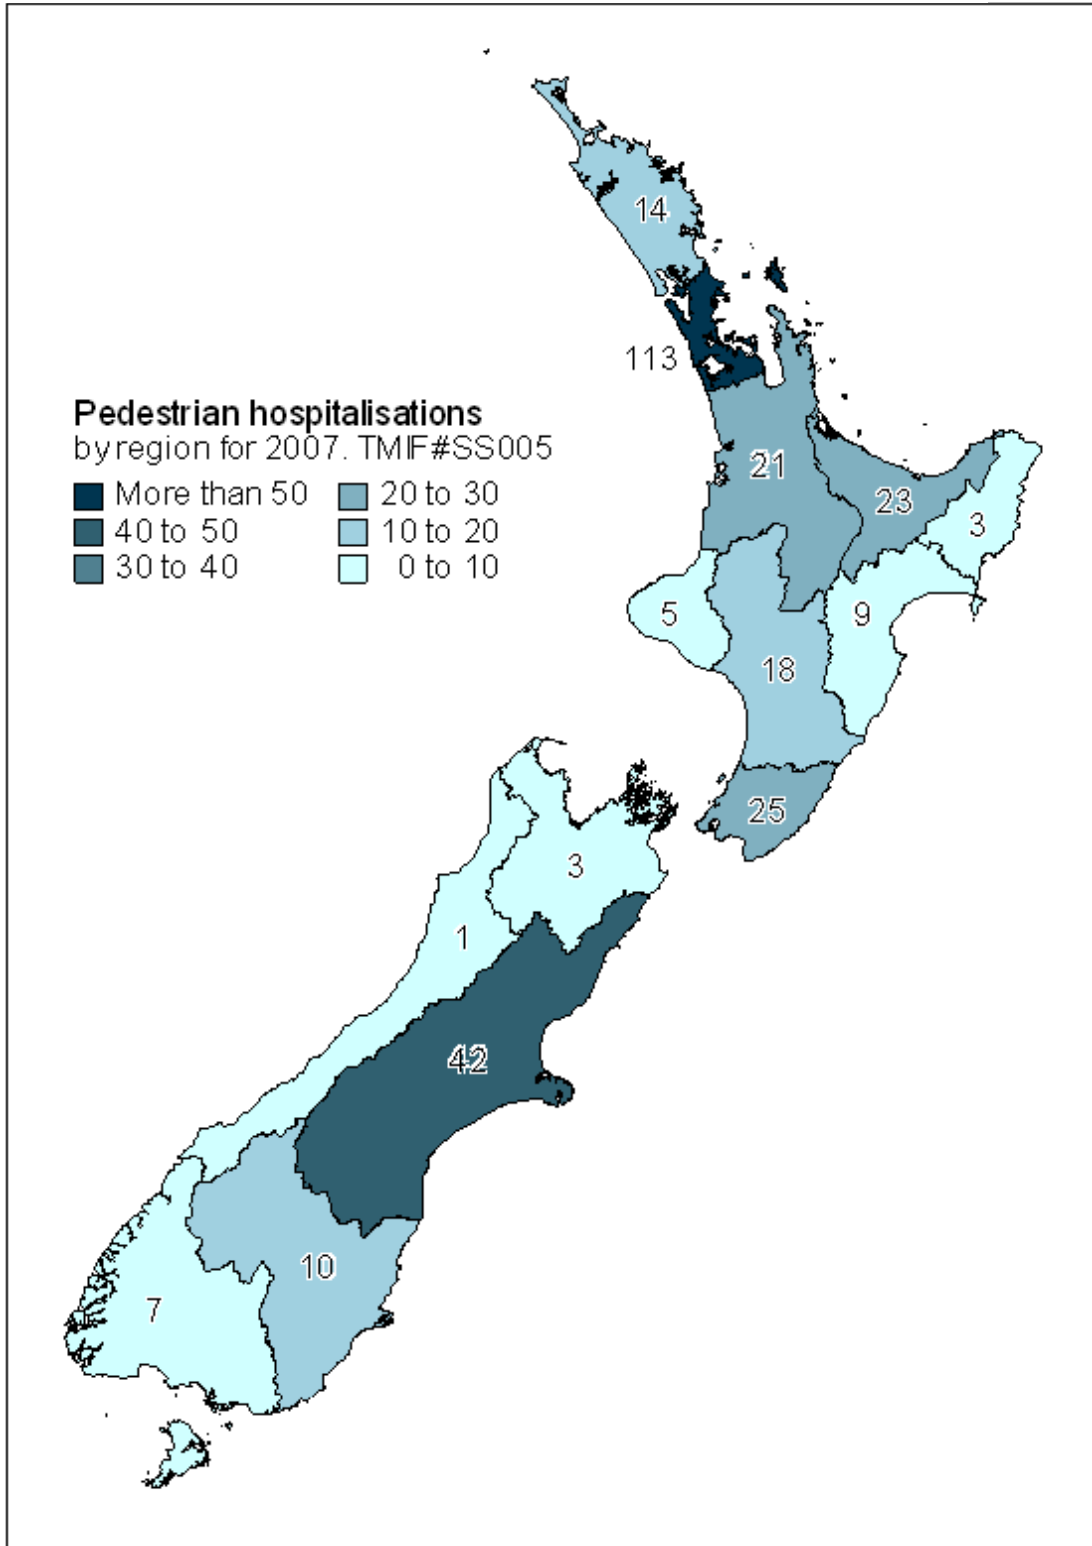 14
113
Pedestrian hospitalisations
by region for 2007. TMIF#SS005
More than 50
20 to 30
40 to 50
10 to 20
30 to 40
0 to 10
21
23
3
5
9
18
25
3
1
42
10
7